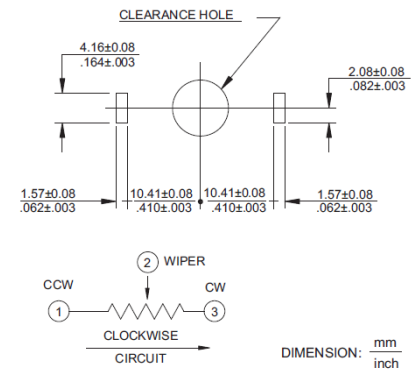 CLEARANCE HOLE
4.16±0.08
.164±.003
2.08±0.08
.082±.003
1.57±0.08
.062±.003
10.41±0.08
.410±.003
10.41±0.08
.410±.003
1.57±0.08
.062±.003
2 WIPER
CCW
CW
1
3
CLOCKWISE
CIRCUIT
DIMENSION: mm
inch